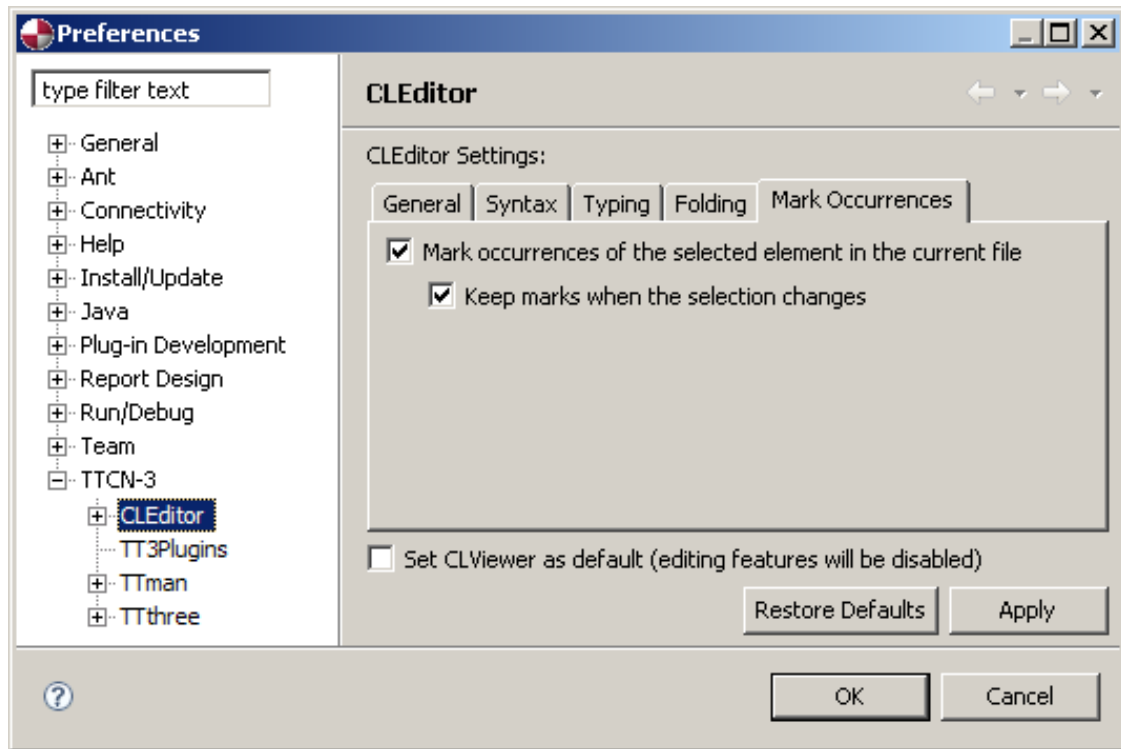 Preferences
type filter text
General
Ant
Connectivity
Help
Install/Update
Java
Plug-in Development
Report Design
Run/Debug
Team
TTCN-3
CLEditor
TT3Plugins
TTman
TTthree
CLEditor
CLEditor Settings:
General Syntax Typing Folding Mark Occurrences
Mark occurrences of the selected element in the current file
Keep marks when the selection changes
Set CLViewer as default (editing features will be disabled)
Restore Defaults Apply
OK Cancel